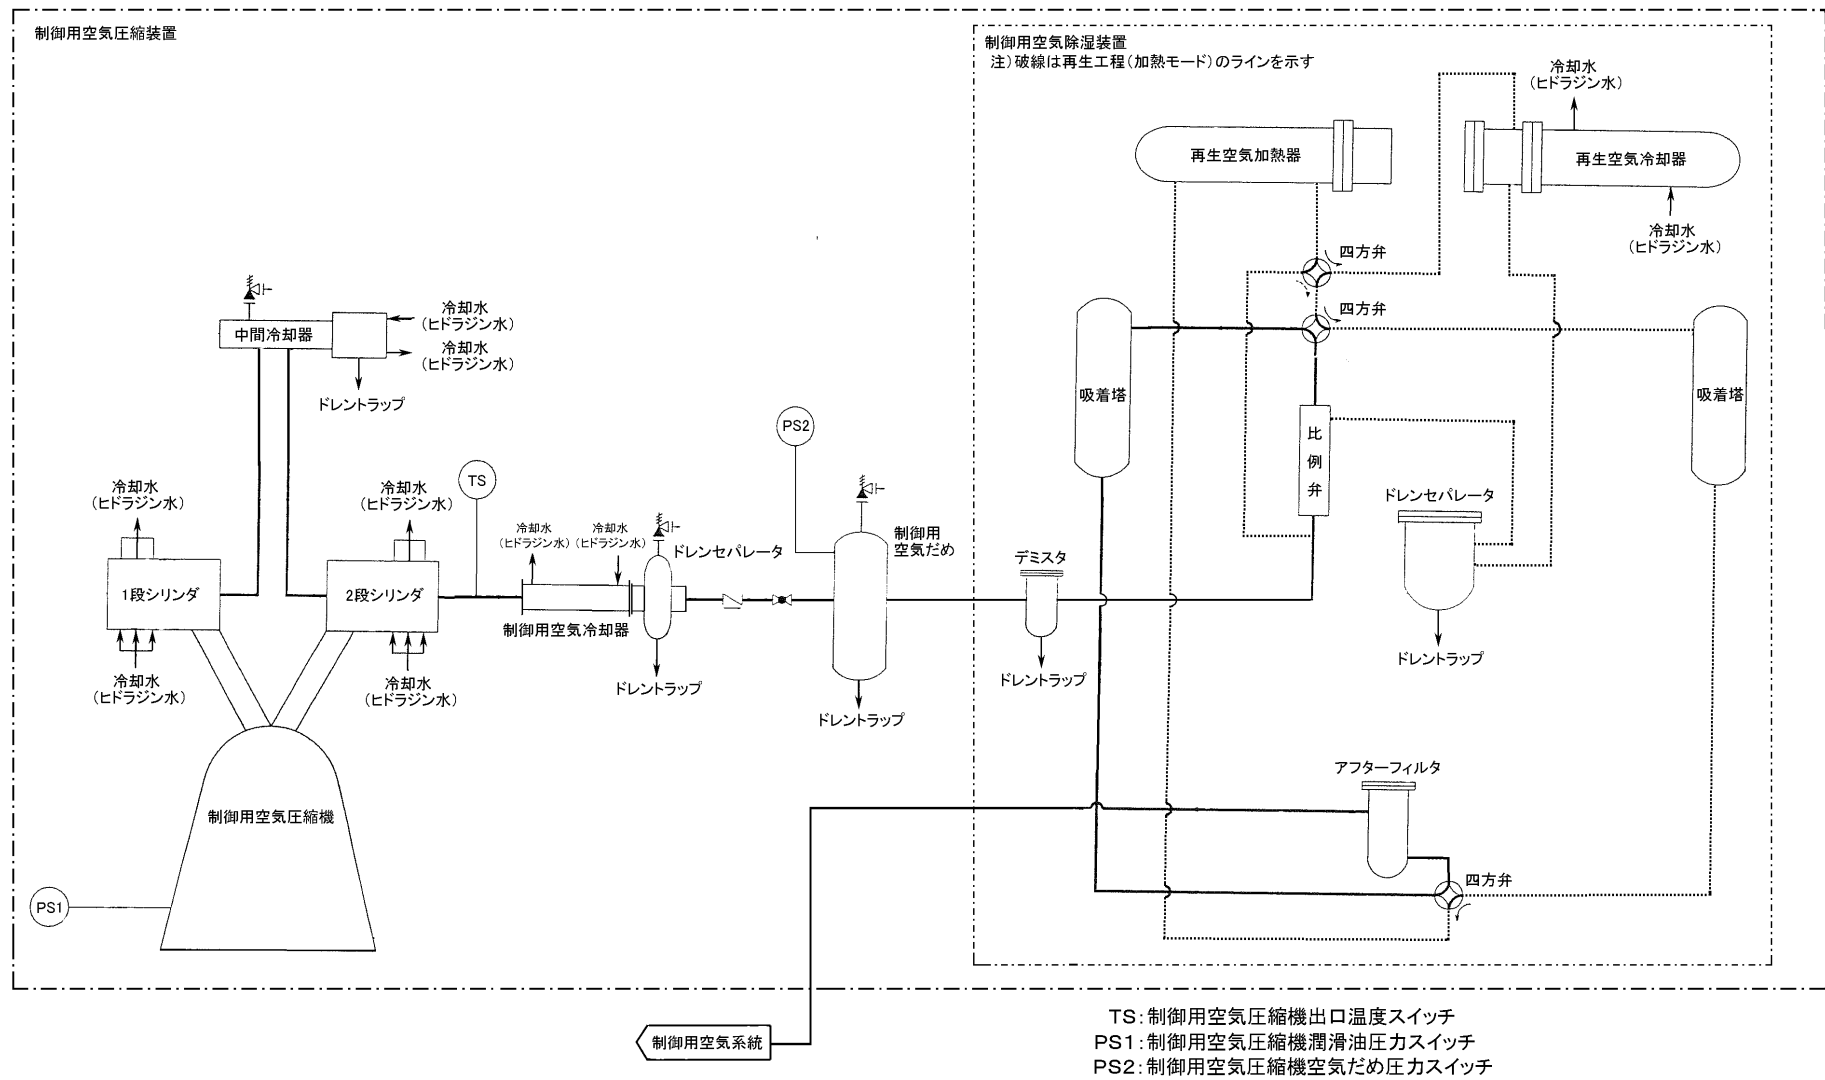 制御用空気圧縮装置
制御用空気除湿装置
注）破線は再生工程（加熱モード）のラインを示す
冷却水
（ヒドラジン水）
再生空気加熱器
再生空気冷却器
冷却水
（ヒドラジン水）
四方弁
四方弁
中間冷却器
冷却水
（ヒドラジン水）
冷却水
（ヒドラジン水）
ドレントラップ
吸着塔
吸着塔
比
例
弁
PS2
TS
冷却水
（ヒドラジン水）
冷却水
（ヒドラジン水）
冷却水
（ヒドラジン水）
冷却水
（ヒドラジン水）
ドレンセパレータ
制御用
空気だめ
ドレンセパレータ
デミスタ
1段シリンダ
2段シリンダ
制御用空気冷却器
冷却水
（ヒドラジン水）
冷却水
（ヒドラジン水）
ドレントラップ
ドレントラップ
ドレントラップ
ドレントラップ
アフターフィルタ
制御用空気圧縮機
四方弁
PS1
制御用空気系統
TS：制御用空気圧縮機出口温度スイッチ
PS1：制御用空気圧縮機潤滑油圧力スイッチ
PS2：制御用空気圧縮機空気だめ圧力スイッチ